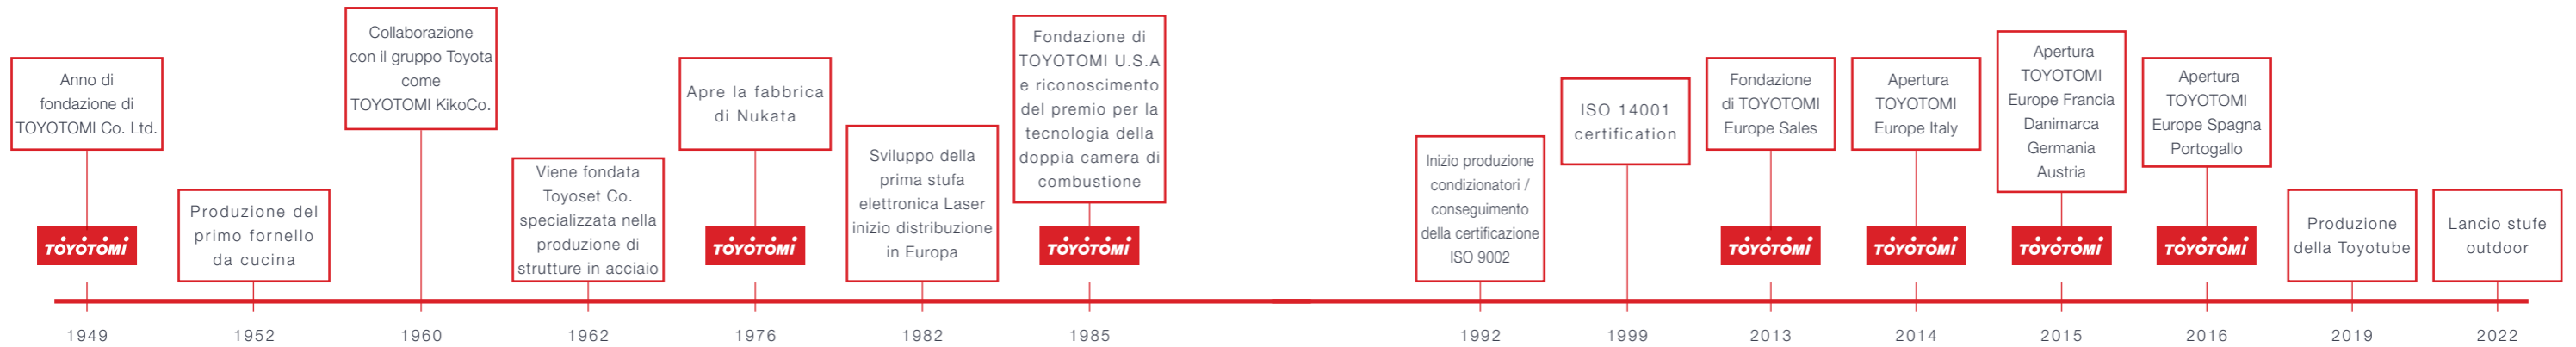 Anno di
fondazione di
TOYOTOMI Co. Ltd.
TOYOTOMI
1949
Produzione del
primo fornello
da cucina
1952
Collaborazione
con il gruppo Toyota
come
TOYOTOMI KikoCo.
1960
Viene fondata
Toyoset Co.
specializzata nella
produzione di
strutture in acciaio
1962
Apre la fabbrica
di Nukata
TOYOTOMI
1976
Sviluppo della
prima stufa
elettronica Laser
inizio distribuzione
in Europa
1982
Fondazione di
TOYOTOMI U.S.A
e riconoscimento
del premio per la
tecnologia della
doppia camera di
combustione
TOYOTOMI
1985
Inizio produzione
condizionatori /
conseguimento
della certificazione
ISO 9002
1992
ISO 14001
certification
1999
Fondazione
di TOYOTOMI
Europe Sales
TOYOTOMI
2013
Apertura
TOYOTOMI
Europe Italy
TOYOTOMI
2014
Apertura
TOYOTOMI
Europe Francia
Danimarca
Germania
Austria
TOYOTOMI
2015
Apertura
TOYOTOMI
Europe Spagna
Portogallo
TOYOTOMI
2016
Produzione
della Toyotube
2019
Lancio stufe
outdoor
2022